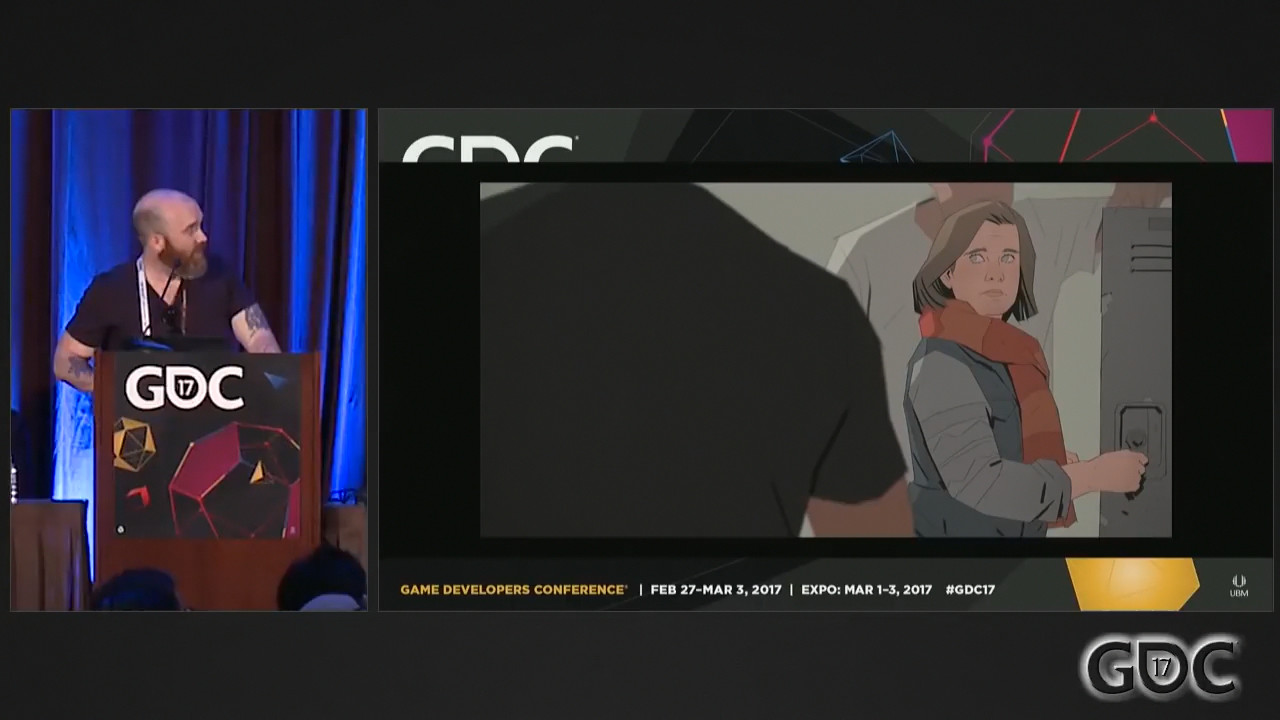 GDC
GDC
17
GAME DEVELOPERS CONFERENCE® | FEB 27–MAR 3, 2017 | EXPO: MAR 1–3, 2017 #GDC17
UBM
GDC
17